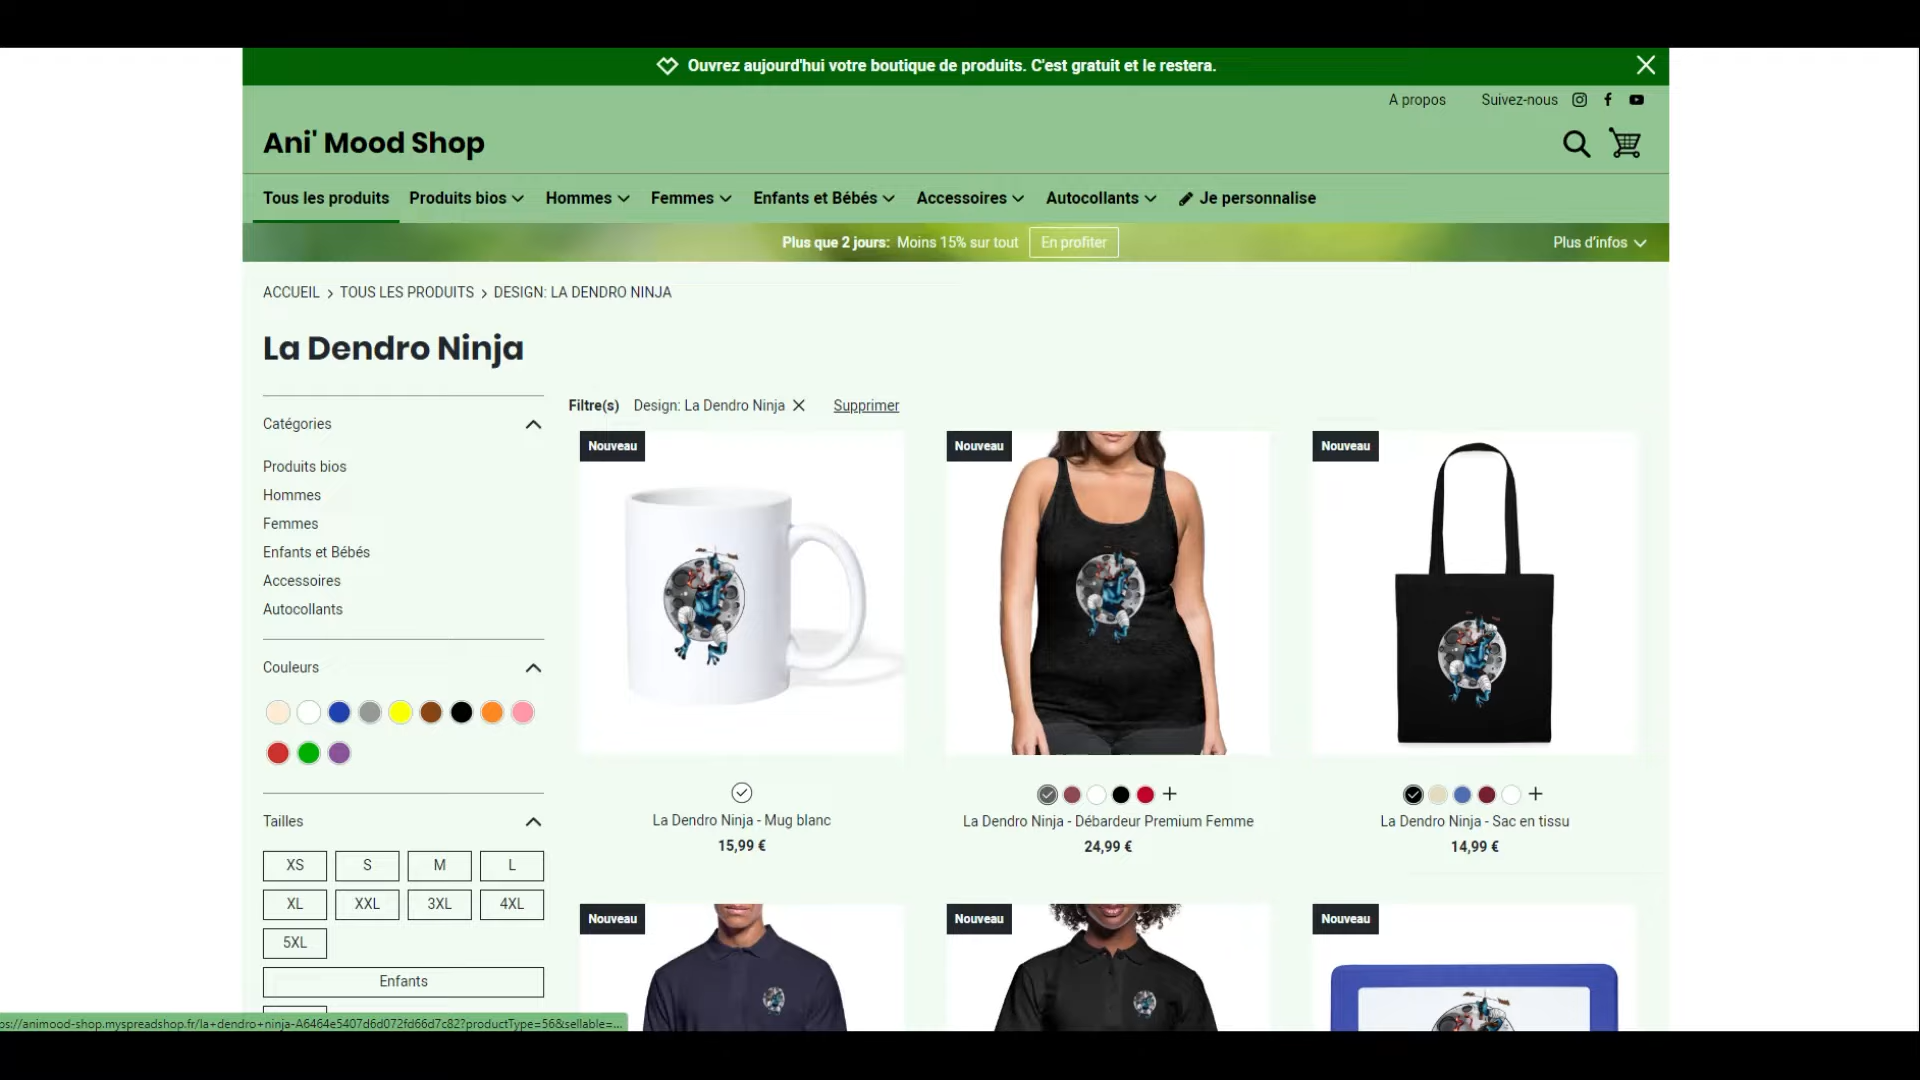 Ouvrez aujourd'hui votre boutique de produits. C'est gratuit et le restera.
A propos
Suivez-nous
Ani' Mood Shop
Tous les produits
Produits bios
Hommes
Femmes
Enfants et Bébés
Accessoires
Autocollants
Je personnalise
Plus que 2 jours: Moins 15% sur tout
En profiter
Plus d'infos
ACCUEIL > TOUS LES PRODUITS > DESIGN: LA DENDRO NINJA
La Dendro Ninja
Filtre(s) Design: La Dendro Ninja
Supprimer
Catégories
Produits bios
Hommes
Femmes
Enfants et Bébés
Accessoires
Autocollants
Couleurs
Tailles
XS S M L
XL XXL 3XL 4XL
5XL
Enfants
Nouveau
La Dendro Ninja - Mug blanc
15,99 €
Nouveau
La Dendro Ninja - Débardeur Premium Femme
24,99 €
Nouveau
La Dendro Ninja - Sac en tissu
14,99 €
Nouveau
Nouveau
Nouveau
ps://animood-shop.myspreadshop.fr/la+dendro+ninja-A6464e5407d6d072fd66d7c82?productType=56&sellable=...